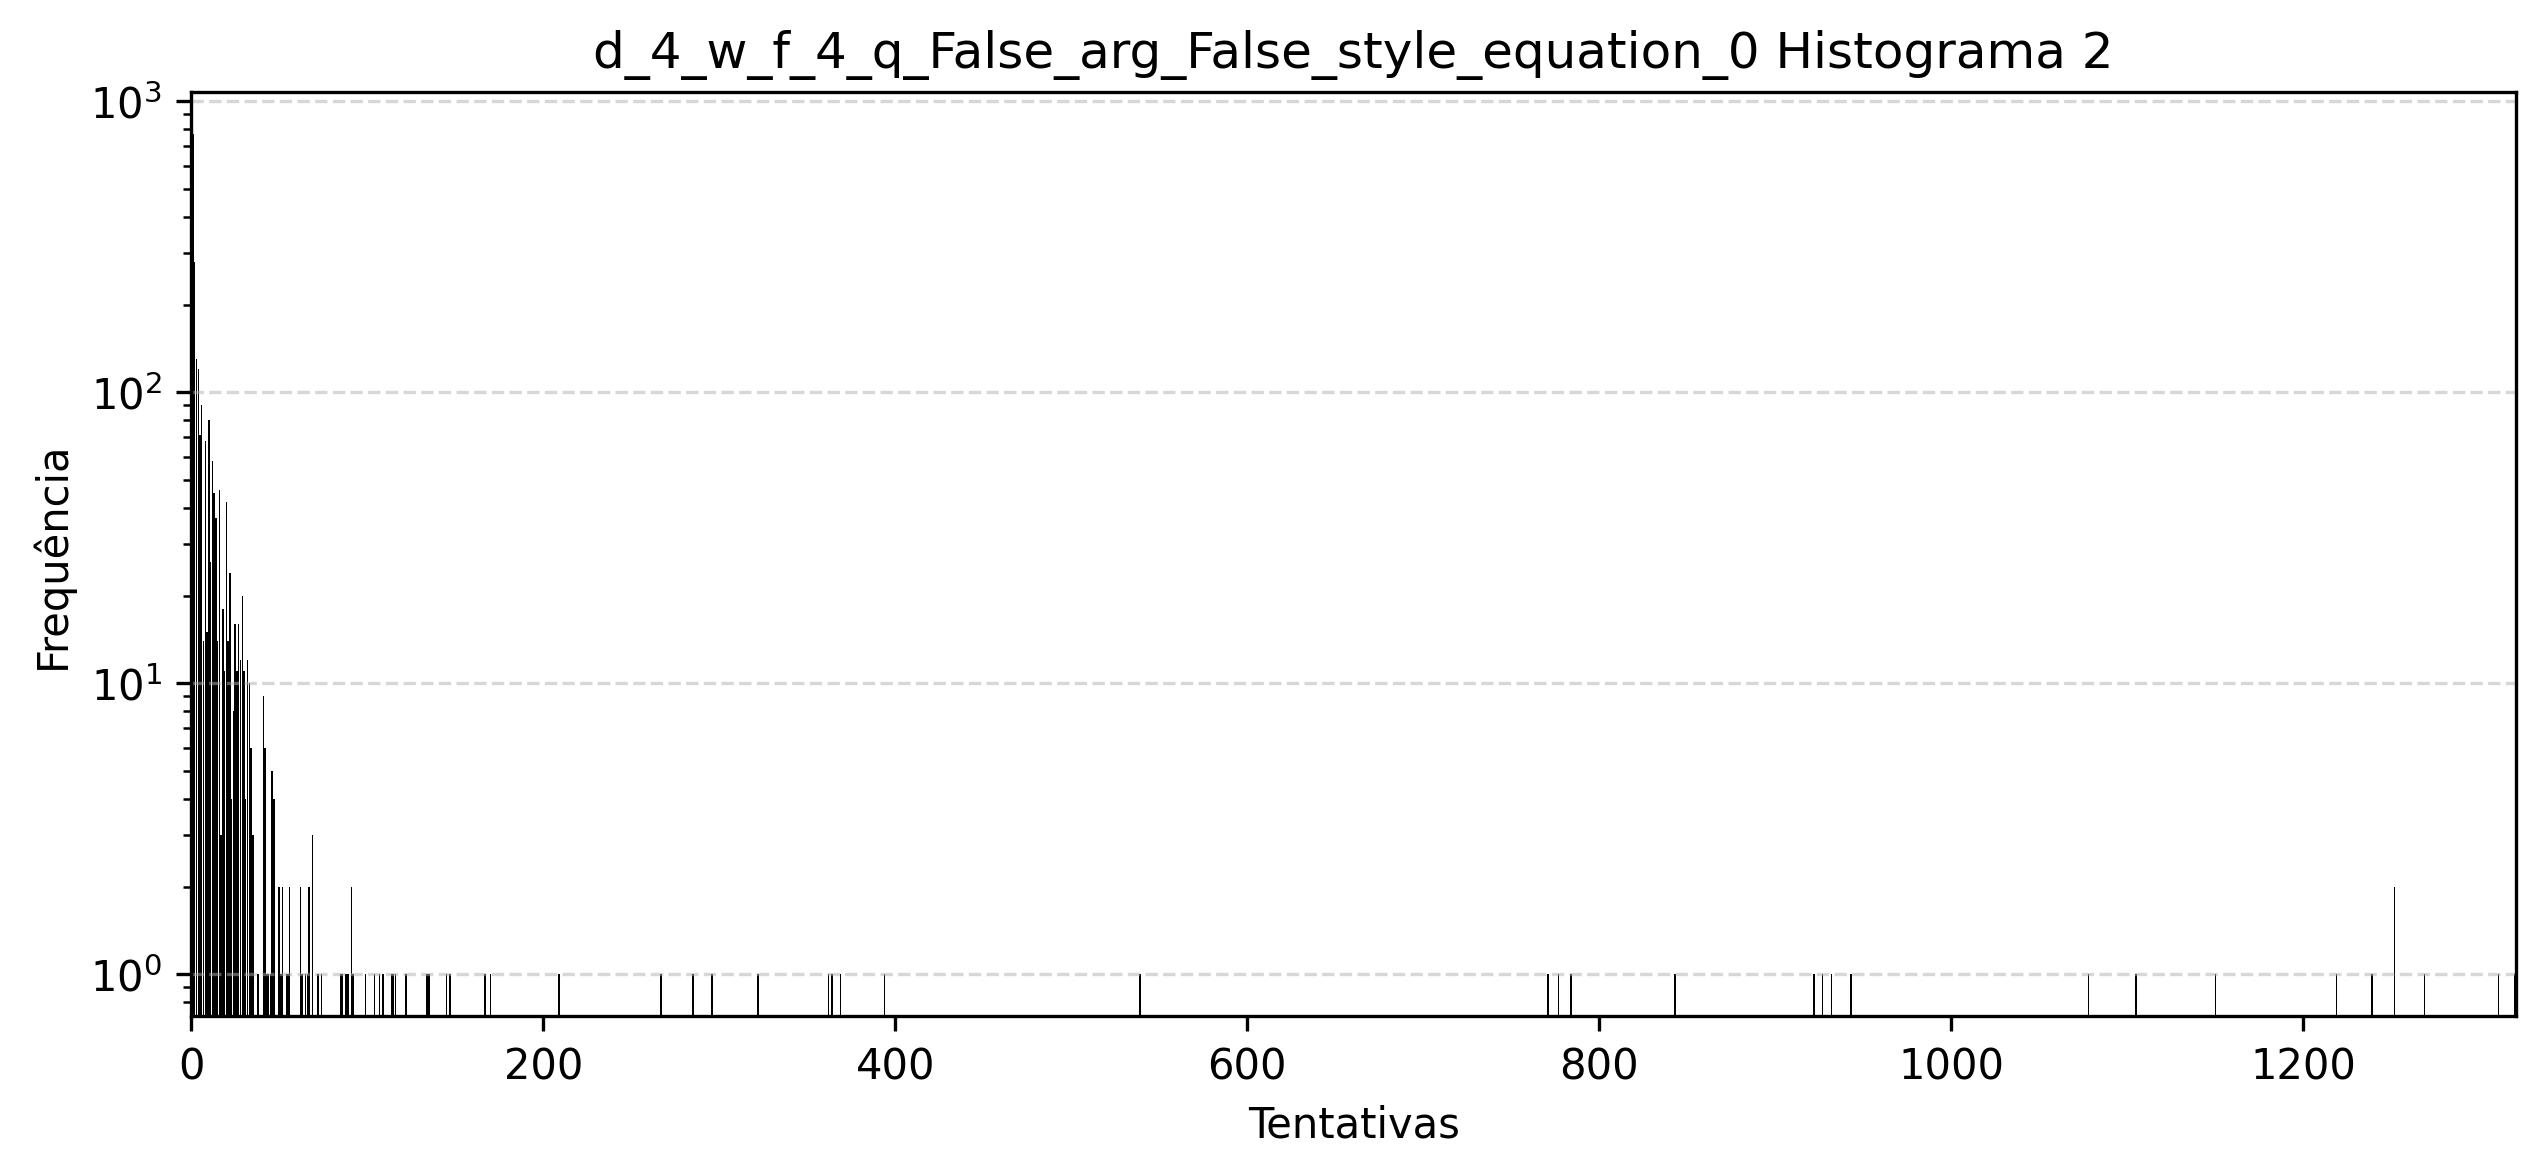 d_4_w_f_4_q_False_arg_False_style_equation_0 Histograma 2
10³
10²
10¹
10⁰
Frequência
0 200 400 600 800 1000 1200
Tentativas